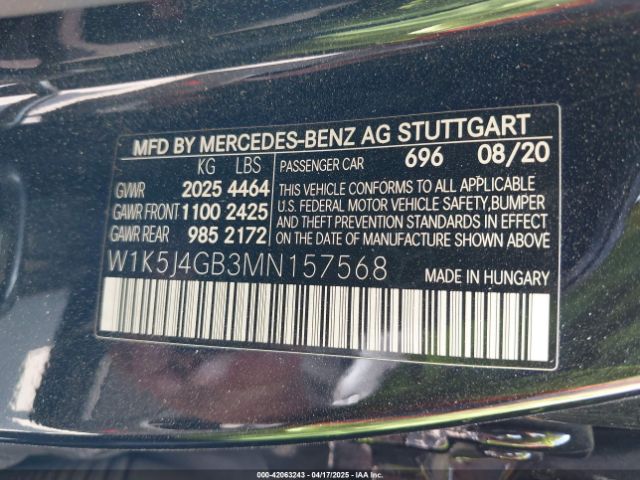 MFD BY MERCEDES-BENZ AG STUTTGART
KG LBS PASSENGER CAR 696 08/20
GVWR 2025 4464
GAWR FRONT 1100 2425
GAWR REAR 985 2172
THIS VEHICLE CONFORMS TO ALL APPLICABLE
U.S. FEDERAL MOTOR VEHICLE SAFETY,BUMPER
AND THEFT PREVENTION STANDARDS IN EFFECT
ON THE DATE OF MANUFACTURE SHOWN ABOVE
W1K5J4GB3MN157568 MADE IN HUNGARY
000-42063243 - 04/17/2025 - IAAI.COM